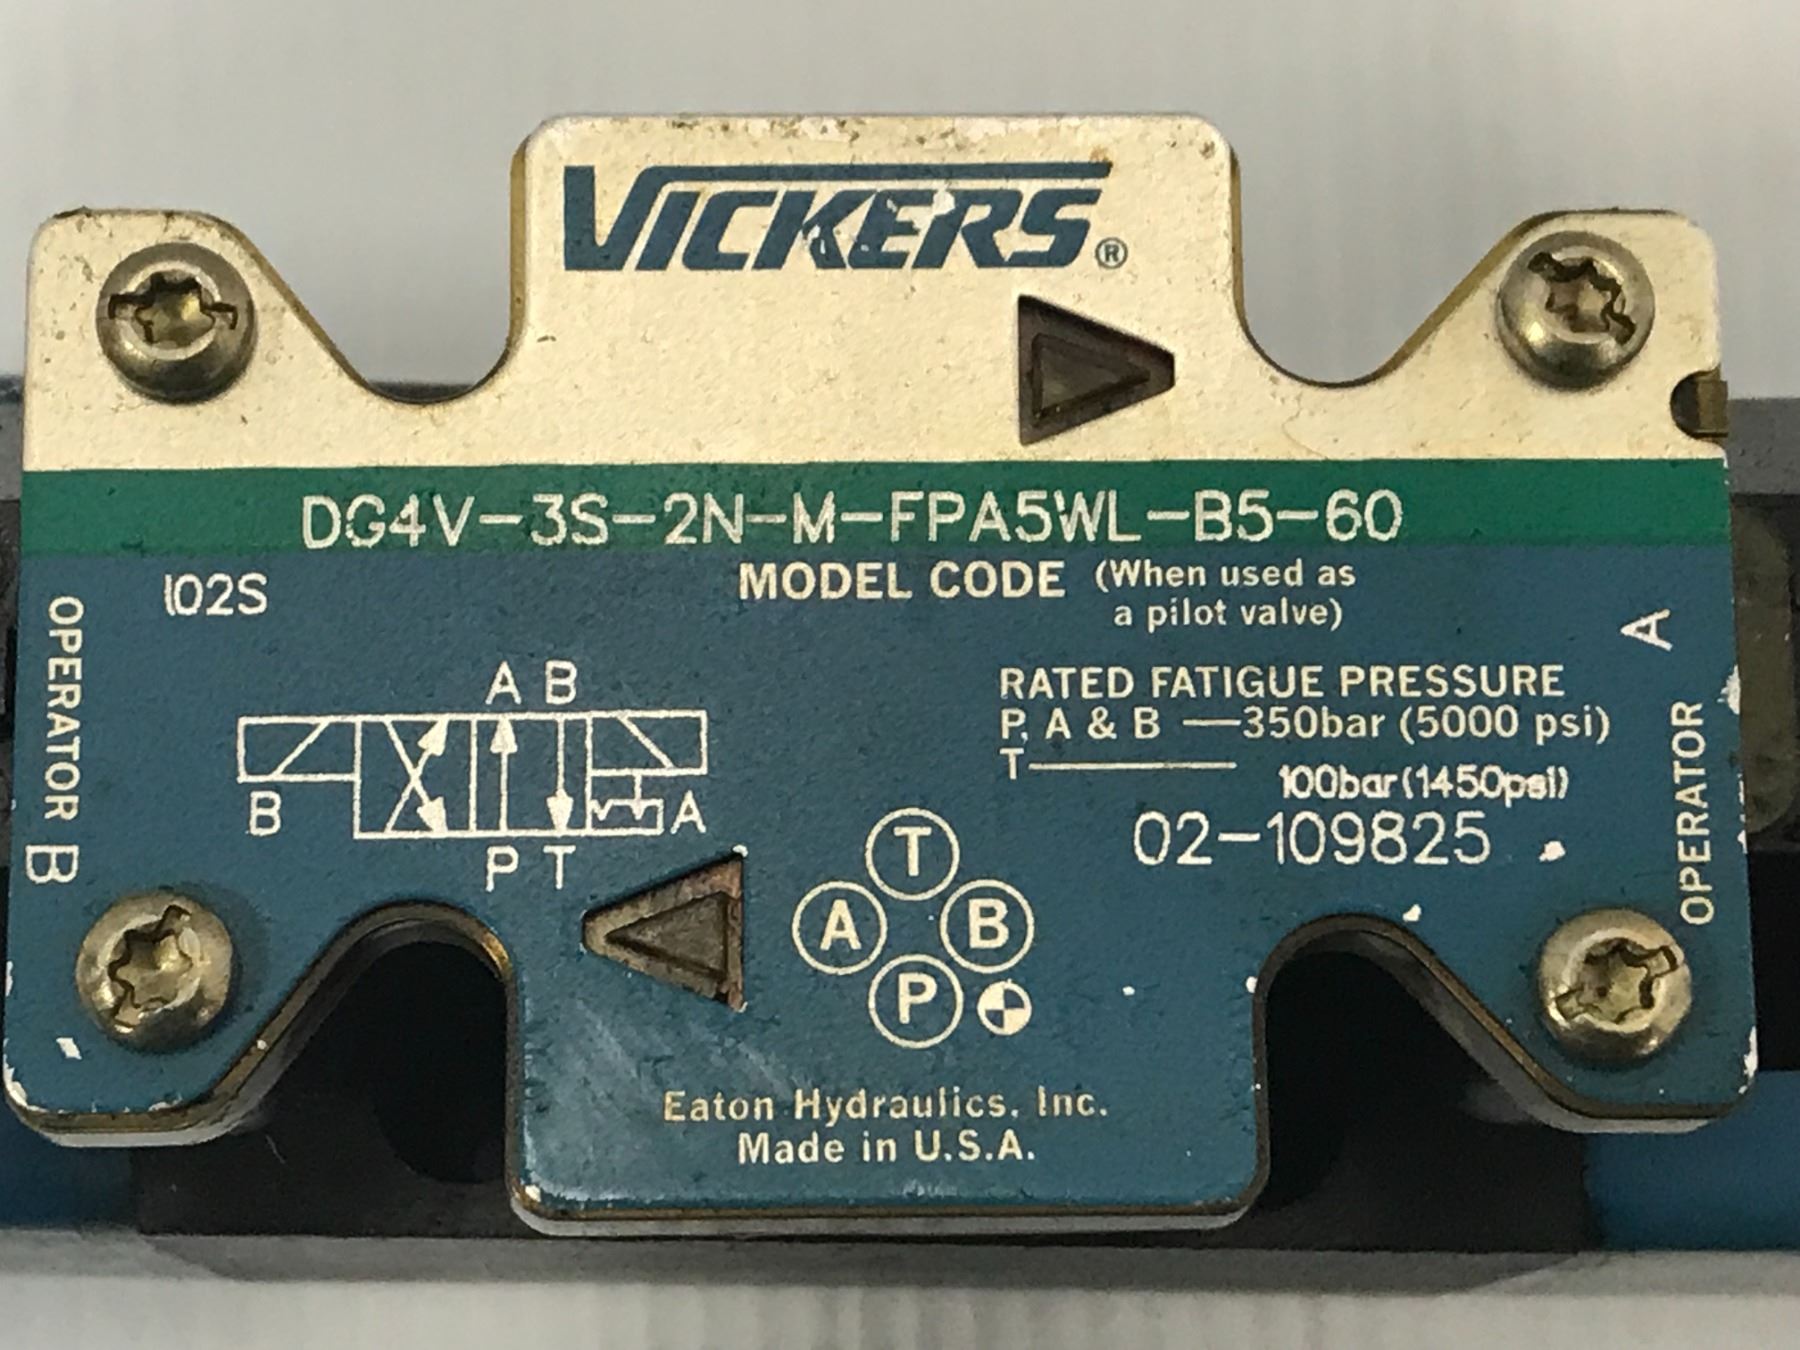 VICKERS®
DG4V-3S-2N-M-FPA5WL-B5-60
102S
MODEL CODE (When used as
a pilot valve)
OPERATOR B
OPERATOR A
A B
B
A
P T
RATED FATIGUE PRESSURE
P, A & B —350bar (5000 psi)
T— 100bar(1450psi)
02-109825
T
A B
P
Eaton Hydraulics, Inc.
Made in U.S.A.